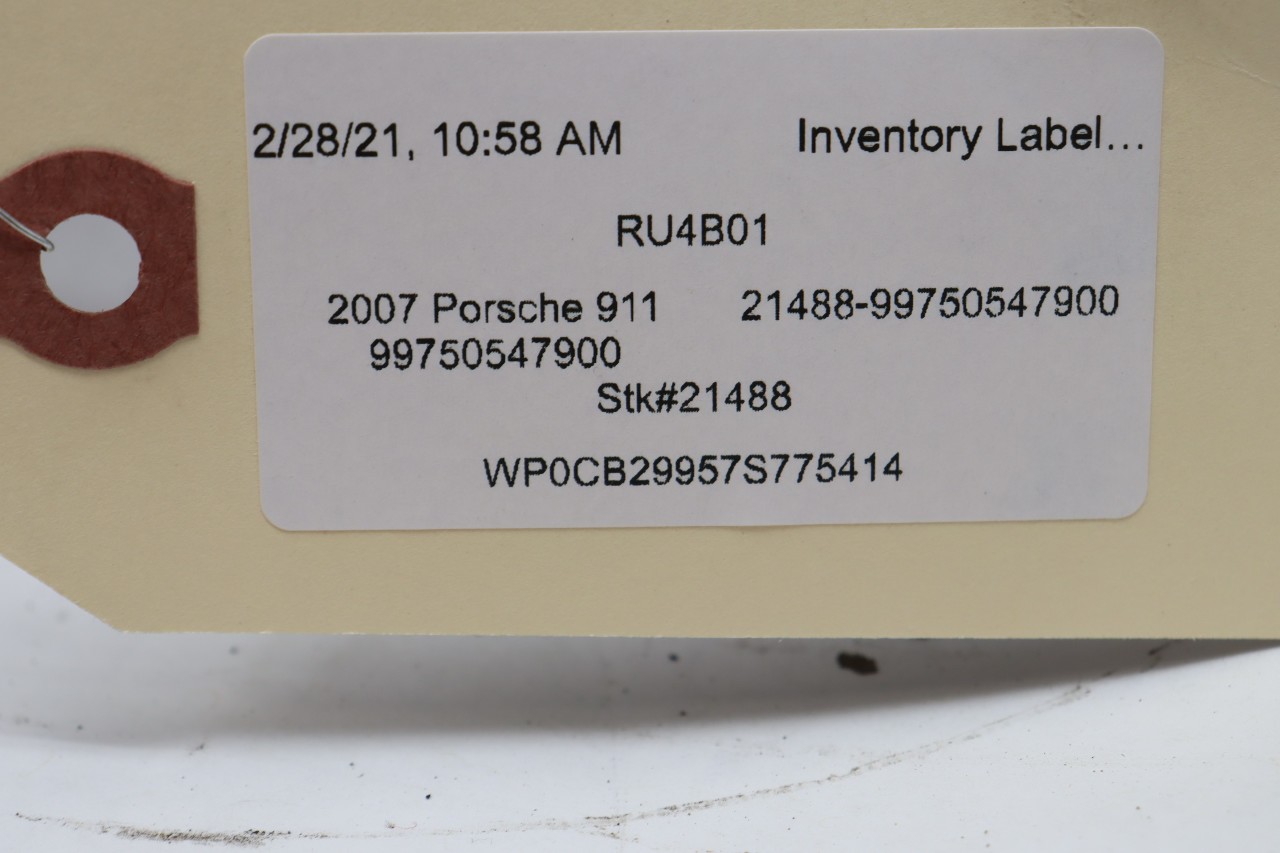 2/28/21, 10:58 AM Inventory Label...
RU4B01
2007 Porsche 911 21488-99750547900
99750547900
Stk#21488
WP0CB29957S775414